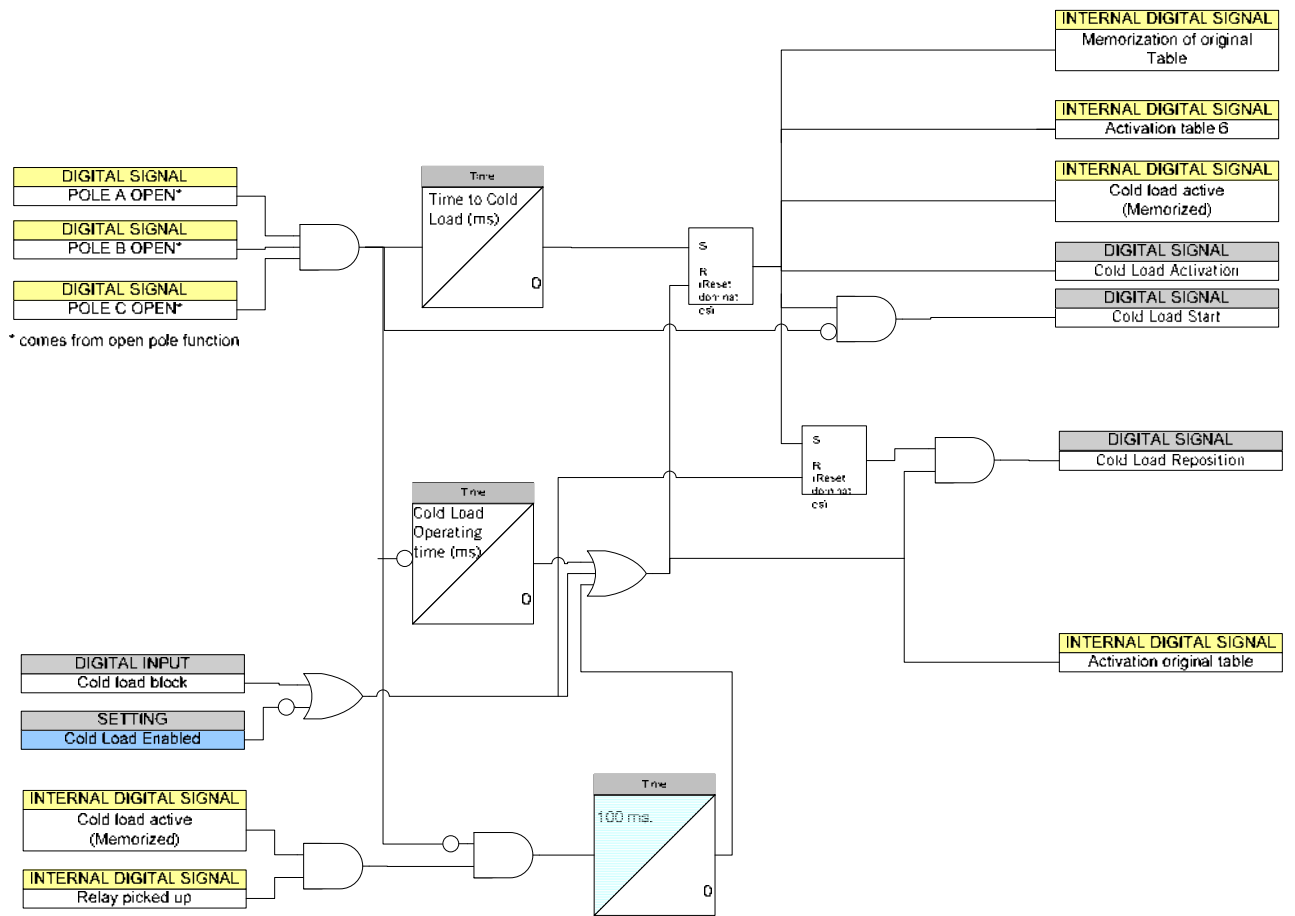 INTERNAL DIGITAL SIGNAL
Memorization of original
Table
INTERNAL DIGITAL SIGNAL
Activation table 6
INTERNAL DIGITAL SIGNAL
Cold load active
(Memorized)
DIGITAL SIGNAL
Cold Load Activation
DIGITAL SIGNAL
Cold Load Start
DIGITAL SIGNAL
POLE A OPEN*
DIGITAL SIGNAL
POLE B OPEN*
DIGITAL SIGNAL
POLE C OPEN*
* comes from open pole function
Time
Time to Cold
Load (ms)
0
S
R
(Reset
DIGITAL SIGNAL
Cold Load Reposition
S
R
(Reset
Time
Cold Load
Operating
time (ms)
0
INTERNAL DIGITAL SIGNAL
Activation original table
DIGITAL INPUT
Cold load block
SETTING
Cold Load Enabled
INTERNAL DIGITAL SIGNAL
Cold load active
(Memorized)
INTERNAL DIGITAL SIGNAL
Relay picked up
Time
100 ms.
0